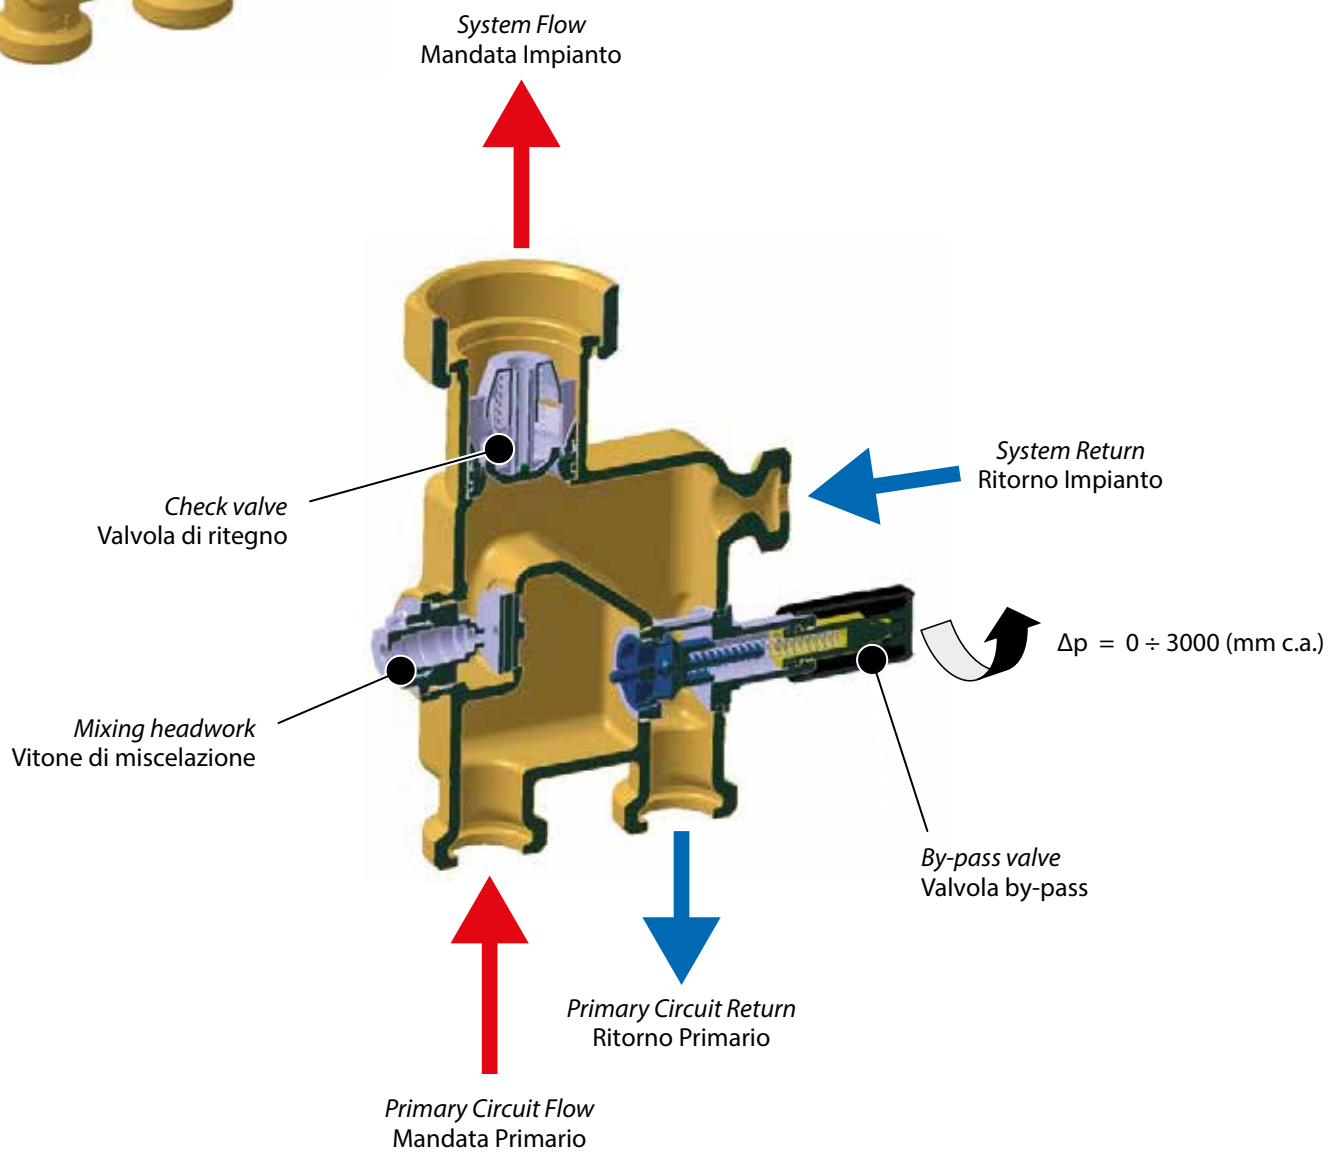 System Flow
Mandata Impianto
System Return
Ritorno Impianto
Check valve
Valvola di ritegno
Δp = 0 ÷ 3000 (mm c.a.)
Mixing headwork
Vitone di miscelazione
By-pass valve
Valvola by-pass
Primary Circuit Return
Ritorno Primario
Primary Circuit Flow
Mandata Primario